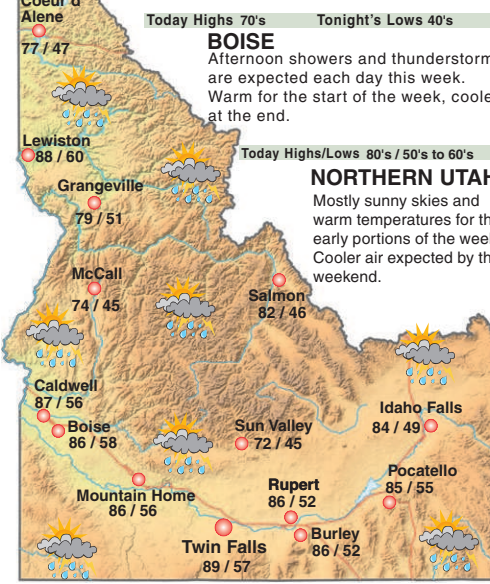 Coeur d'
Alene
77 / 47
Today Highs 70's Tonight's Lows 40's
BOISE
Afternoon showers and thunderstorm
are expected each day this week.
Warm for the start of the week, coole
at the end.
Lewiston
88 / 60
Today Highs/Lows 80's / 50's to 60's
NORTHERN UTAH
Mostly sunny skies and
warm temperatures for th
early portions of the wee
Cooler air expected by th
weekend.
Grangeville
79 / 51
McCall
74 / 45
Salmon
82 / 46
Caldwell
87 / 56
Boise
86 / 58
Sun Valley
72 / 45
Idaho Falls
84 / 49
Mountain Home
86 / 56
Rupert
86 / 52
Pocatello
85 / 55
Twin Falls
89 / 57
Burley
86 / 52